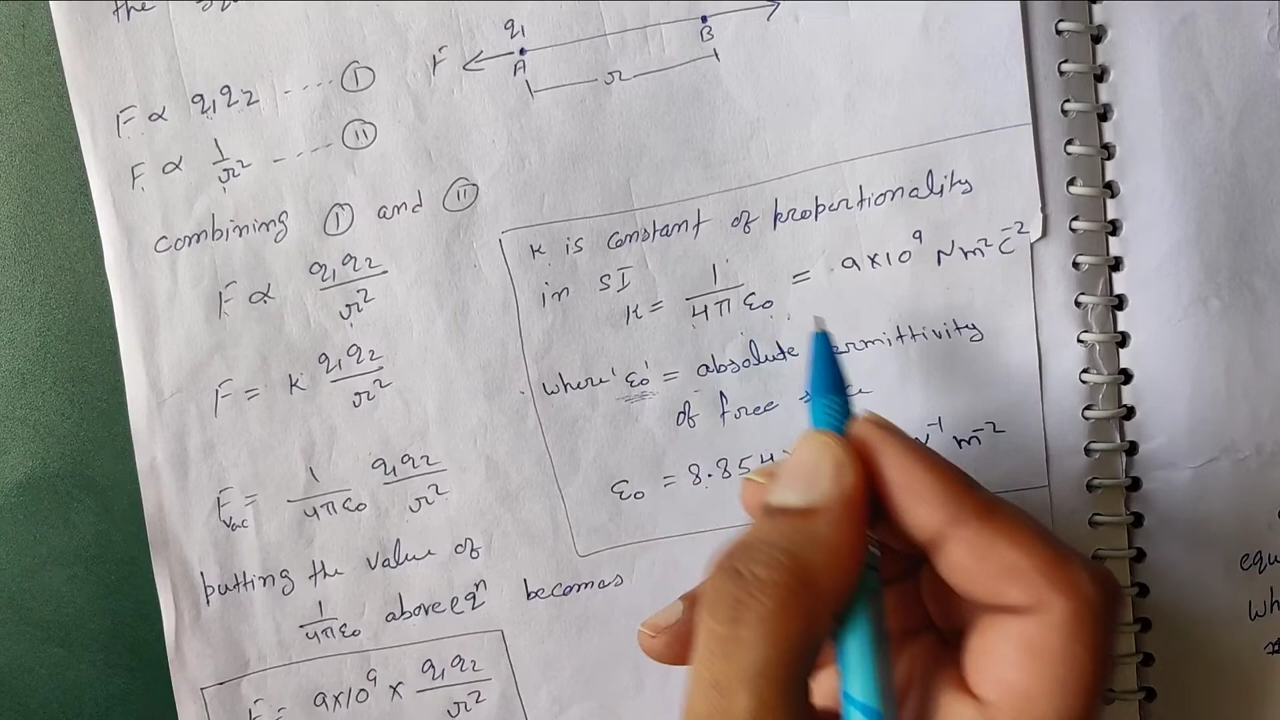 the
q₁
F
A
B
r
F ∝ q₁q₂ ---- Ⓘ
F ∝ 1/r² ---- Ⓘⓘ
combining Ⓘ and Ⓘⓘ
F ∝ q₁q₂/r²
F = K q₁q₂/r²
F_vac = 1/4πε₀ q₁q₂/r²
putting the value of
1/4πε₀ above eqⁿ becomes
F = 9×10⁹ × q₁q₂/r²
K is constant of propertionality
in SI
K = 1/4πε₀ = 9×10⁹ Nm²C⁻²
where 'ε₀' = absolute permittivity
of free
ε₀ = 8.854 m⁻²